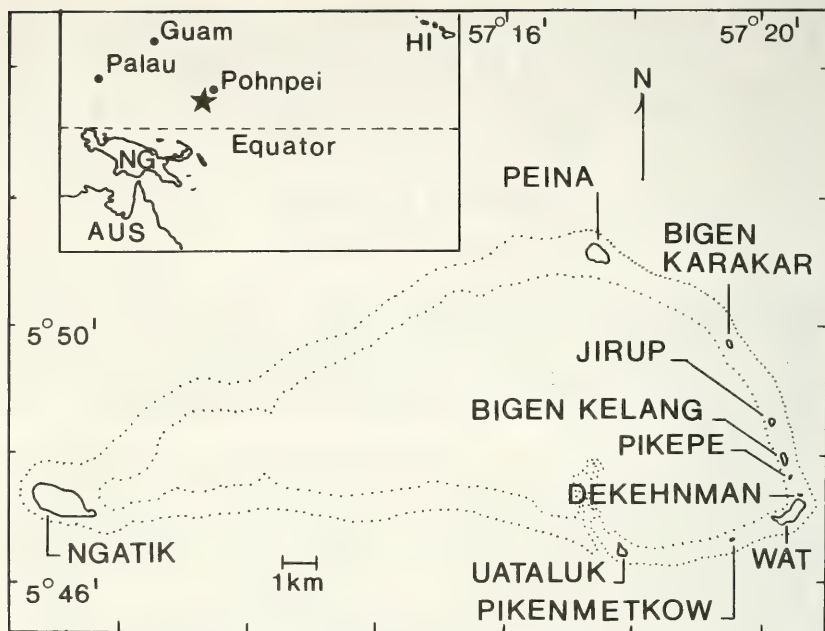 Guam
HI
57°16'
57°20'
Palau
Pohnpei
N
Equator
NG
AUS
PEINA
BIGEN
KARAKAR
5°50'
JIRUP
BIGEN KELANG
PIKEPE
DEKEHNMAN
NGATIK
1km
UATALUK
WAT
5°46'
PIKENMETKOW